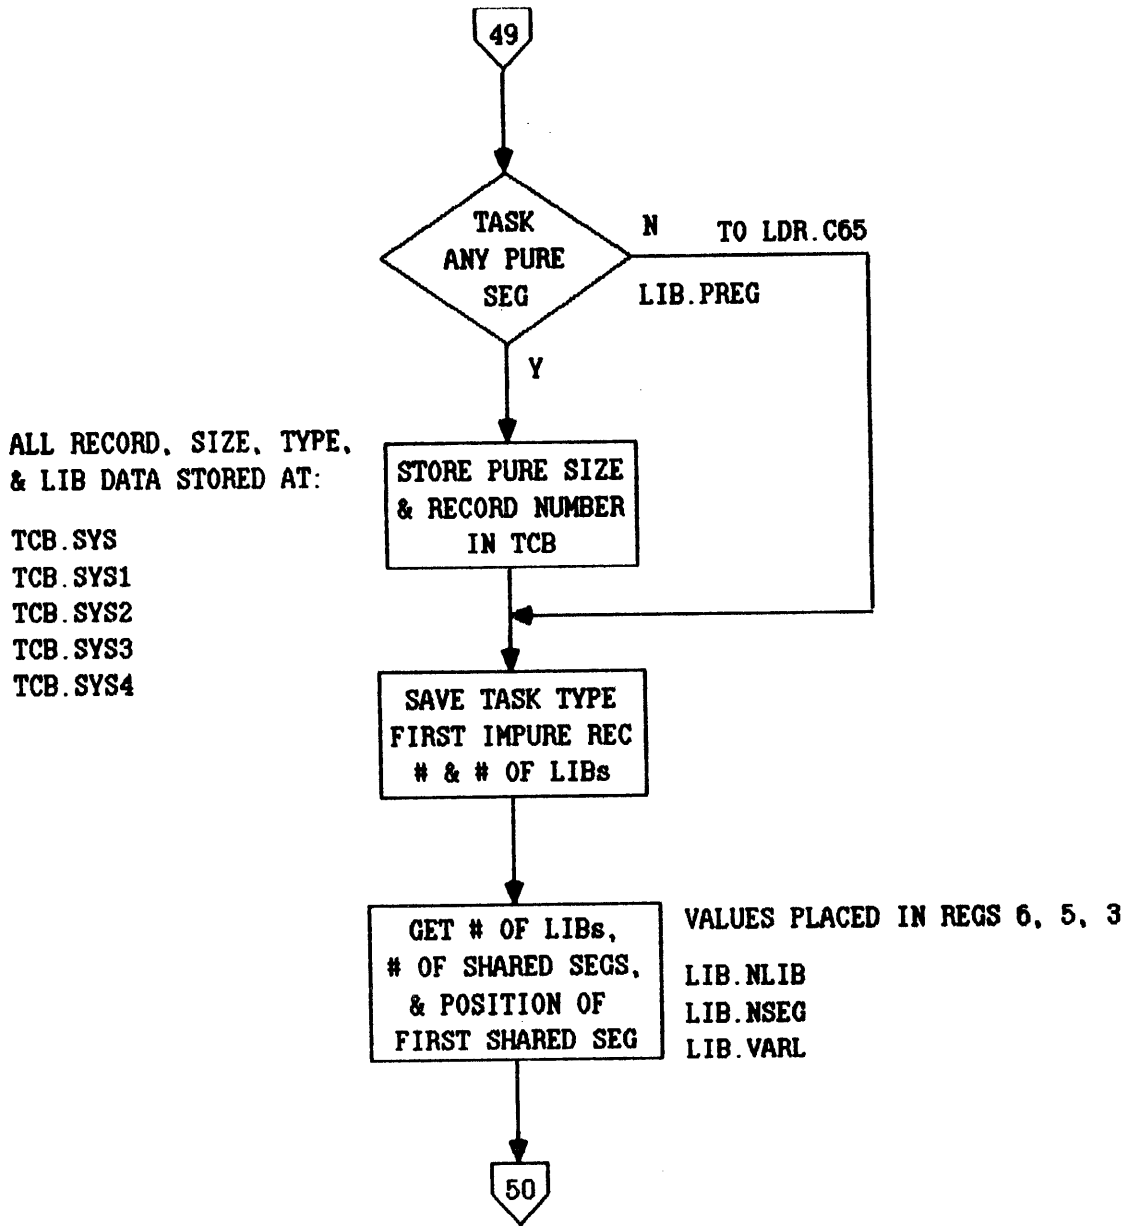 49
TASK
ANY PURE
SEG
N
TO LDR.C65
LIB.PREG
Y
ALL RECORD, SIZE, TYPE,
& LIB DATA STORED AT:
TCB.SYS
TCB.SYS1
TCB.SYS2
TCB.SYS3
TCB.SYS4
STORE PURE SIZE
& RECORD NUMBER
IN TCB
SAVE TASK TYPE
FIRST IMPURE REC
# & # OF LIBs
GET # OF LIBs,
# OF SHARED SEGS,
& POSITION OF
FIRST SHARED SEG
VALUES PLACED IN REGS 6, 5, 3
LIB.NLIB
LIB.NSEG
LIB.VARL
50